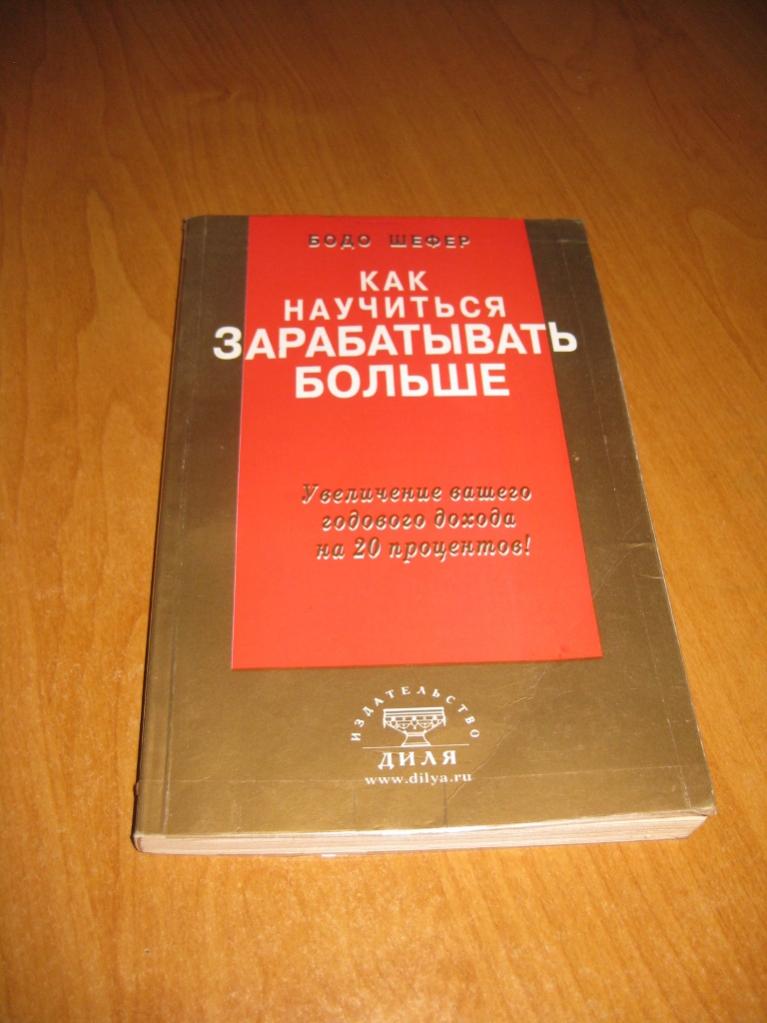 БОДО ШЕФЕР
КАК
НАУЧИТЬСЯ
ЗАРАБАТЫВАТЬ
БОЛЬШЕ
Увеличение вашего
годового дохода
на 20 процентов!
ИЗДАТЕЛЬСТВО
ДИЛЯ
www.dilya.ru